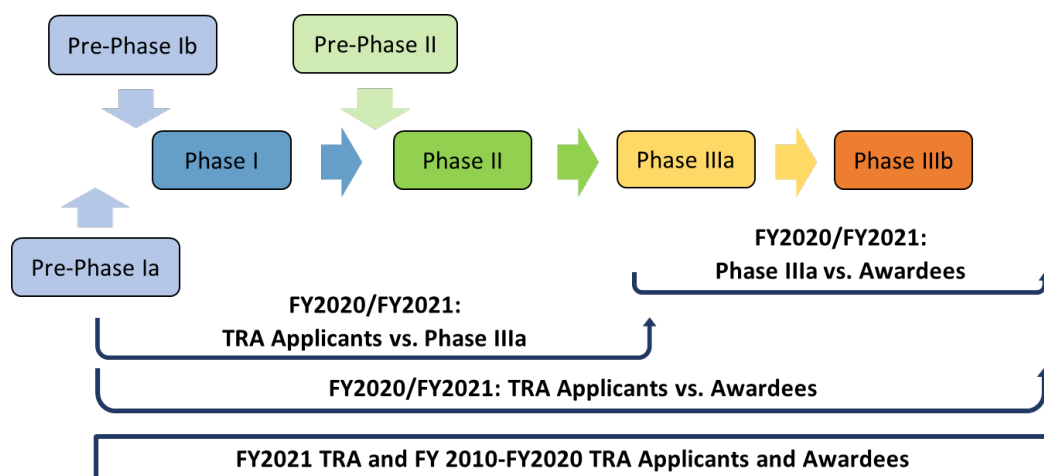 Pre-Phase Ib
Pre-Phase II
Phase I
Phase II
Phase IIIa
Phase IIIb
Pre-Phase Ia
FY2020/FY2021:
Phase IIIa vs. Awardees
FY2020/FY2021:
TRA Applicants vs. Phase IIIa
FY2020/FY2021: TRA Applicants vs. Awardees
FY2021 TRA and FY 2010-FY2020 TRA Applicants and Awardees